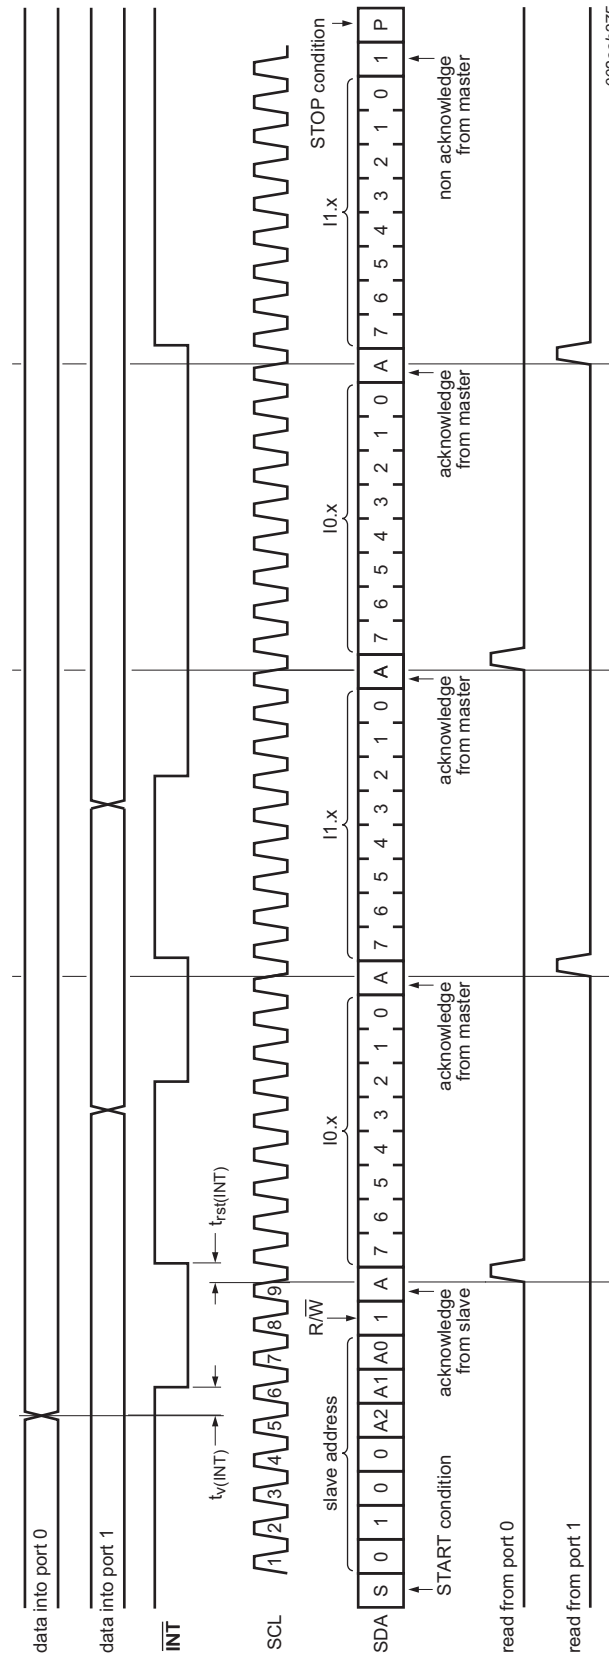 data into port 0
data into port 1
INT
t_v(INT)
t_rst(INT)
SCL
1 2 3 4 5 6 7 8 9
slave address
R/W
I0.x
I1.x
I0.x
I1.x
STOP condition
SDA
S 0 1 0 0 A2 A1 A0 1 A 7 6 5 4 3 2 1 0 A 7 6 5 4 3 2 1 0 A 7 6 5 4 3 2 1 0 A 7 6 5 4 3 2 1 0 1 P
START condition
acknowledge
from slave
acknowledge
from master
acknowledge
from master
acknowledge
from master
non acknowledge
from master
read from port 0
read from port 1